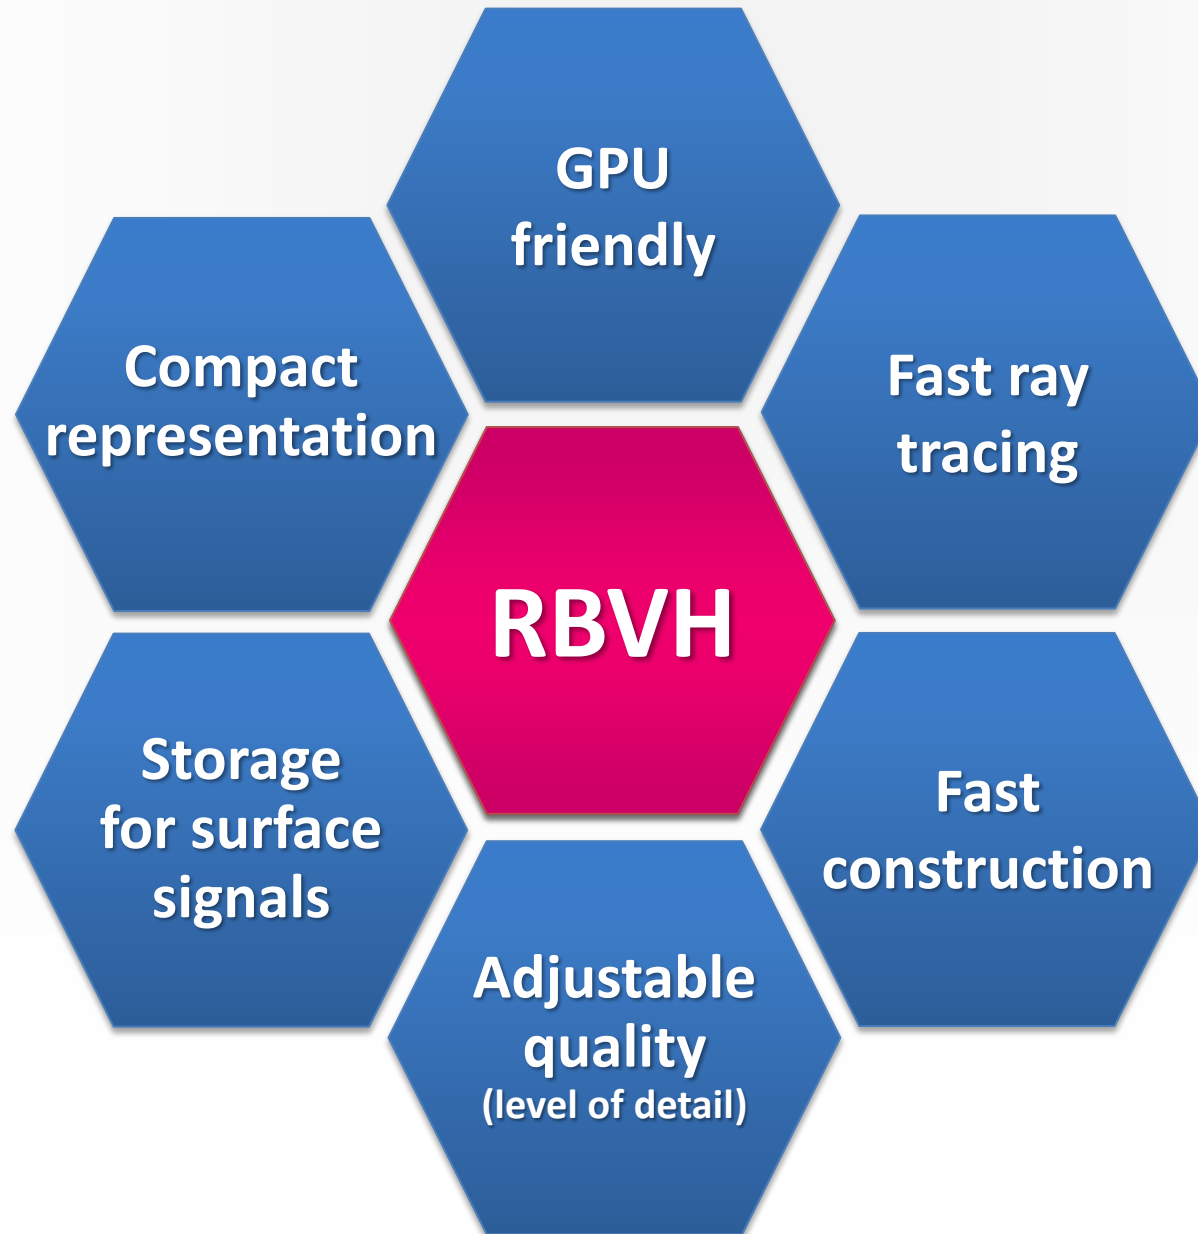 GPU
friendly
Compact
representation
Fast ray
tracing
RBVH
Storage
for surface
signals
Fast
construction
Adjustable
quality
(level of detail)